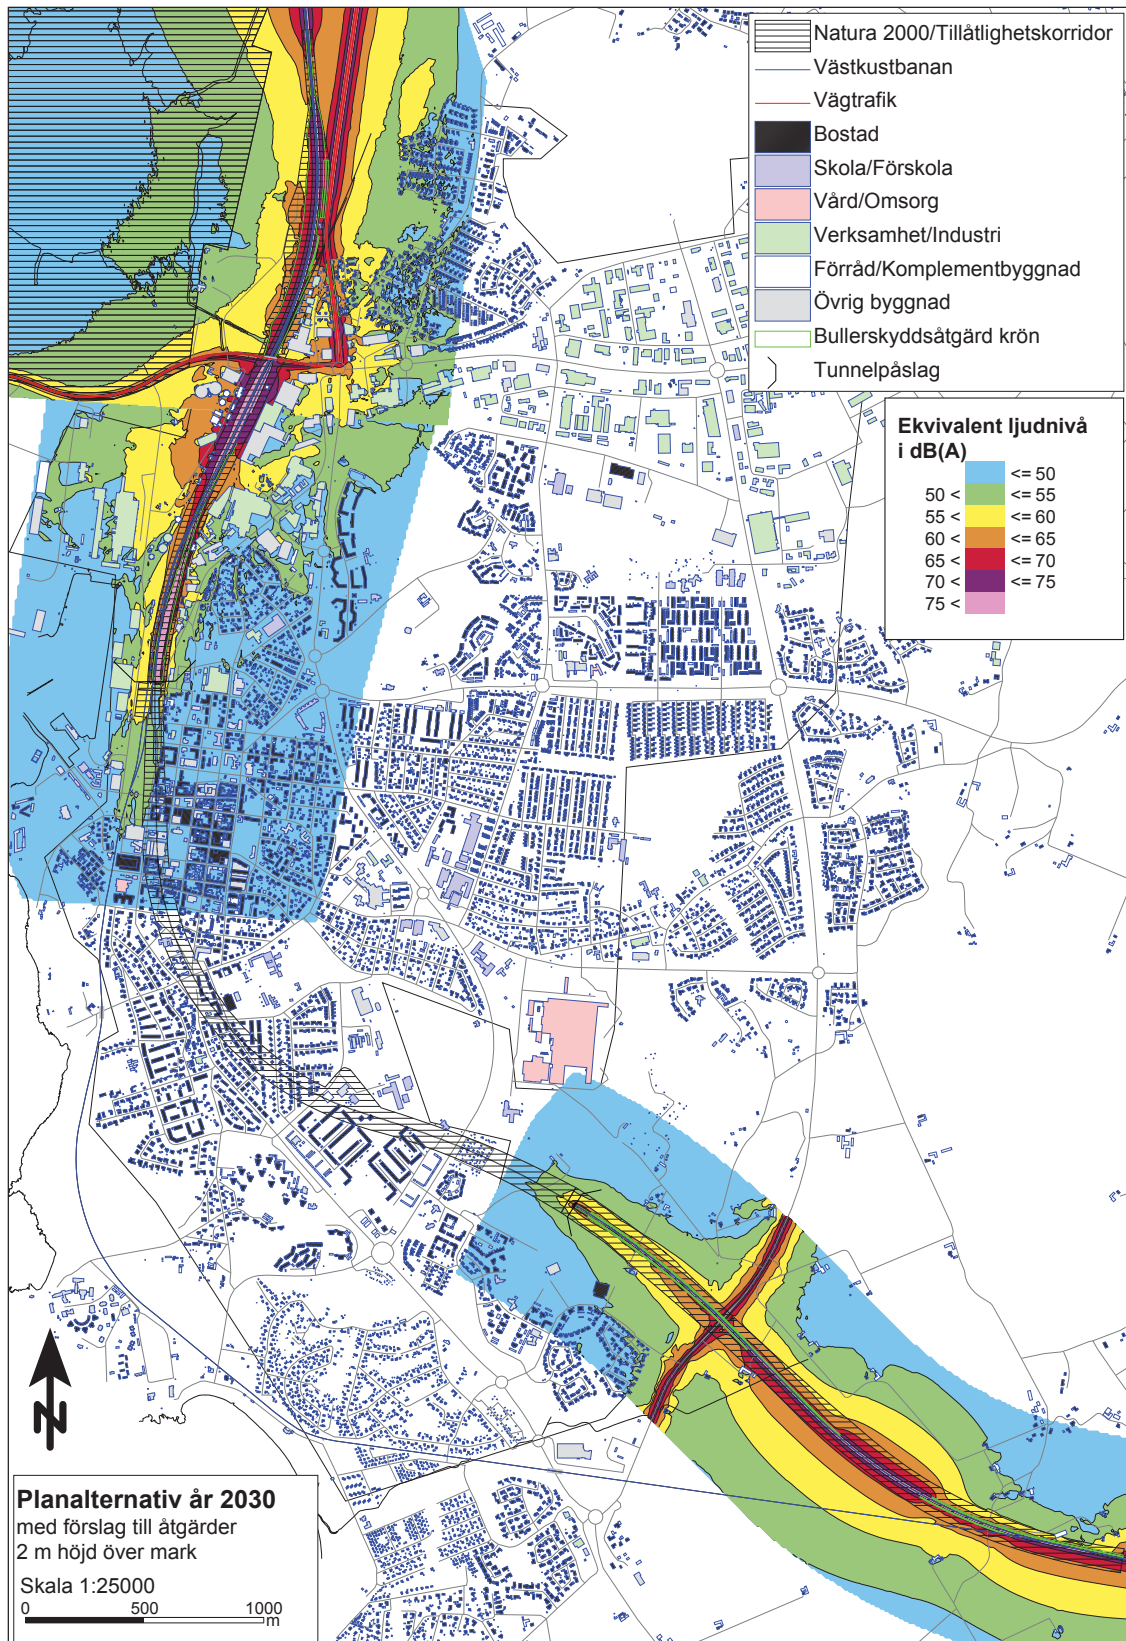 Natura 2000/Tillåtlighetskorridor
Västkustbanan
Vägtrafik
Bostad
Skola/Förskola
Vård/Omsorg
Verksamhet/Industri
Förråd/Komplementbyggnad
Övrig byggnad
Bullerskyddsåtgärd krön
Tunnelpåslag
Ekvivalent ljudnivå
i dB(A)
<= 50
50 < <= 55
55 < <= 60
60 < <= 65
65 < <= 70
70 < <= 75
75 <
N
Planalternativ år 2030
med förslag till åtgärder
2 m höjd över mark
Skala 1:25000
0 500 1000
m